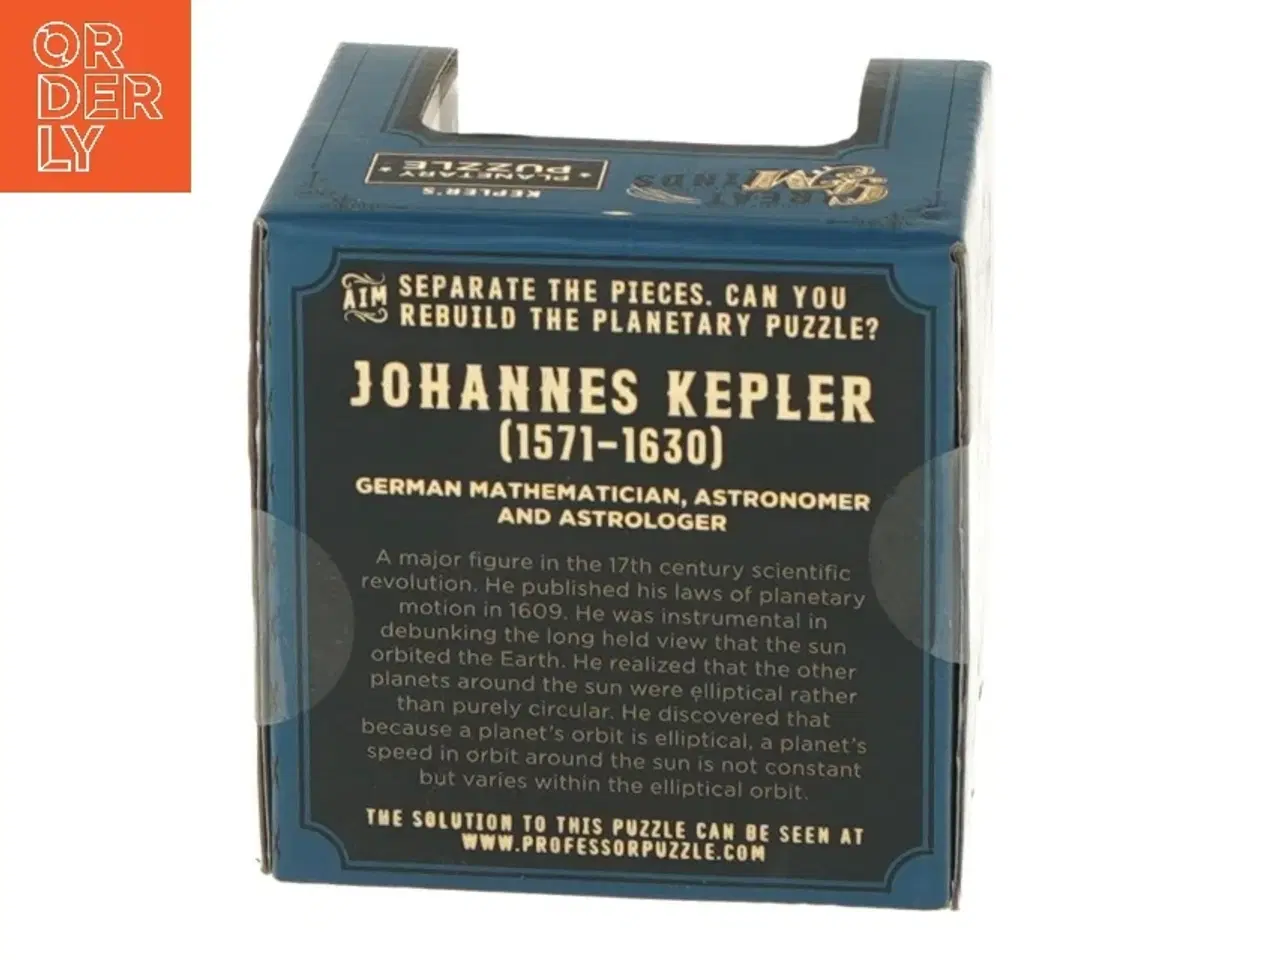 ORDERLY
KEPLER'S
PLANETARY
PUZZLE
GREAT MINDS
AIM
SEPARATE THE PIECES. CAN YOU
REBUILD THE PLANETARY PUZZLE?
JOHANNES KEPLER
(1571-1630)
GERMAN MATHEMATICIAN, ASTRONOMER
AND ASTROLOGER
A major figure in the 17th century scientific
revolution. He published his laws of planetary
motion in 1609. He was instrumental in
debunking the long held view that the sun
orbited the Earth. He realized that the other
planets around the sun were elliptical rather
than purely circular. He discovered that
because a planet's orbit is elliptical, a planet's
speed in orbit around the sun is not constant
but varies within the elliptical orbit.
THE SOLUTION TO THIS PUZZLE CAN BE SEEN AT
WWW.PROFESSORPUZZLE.COM